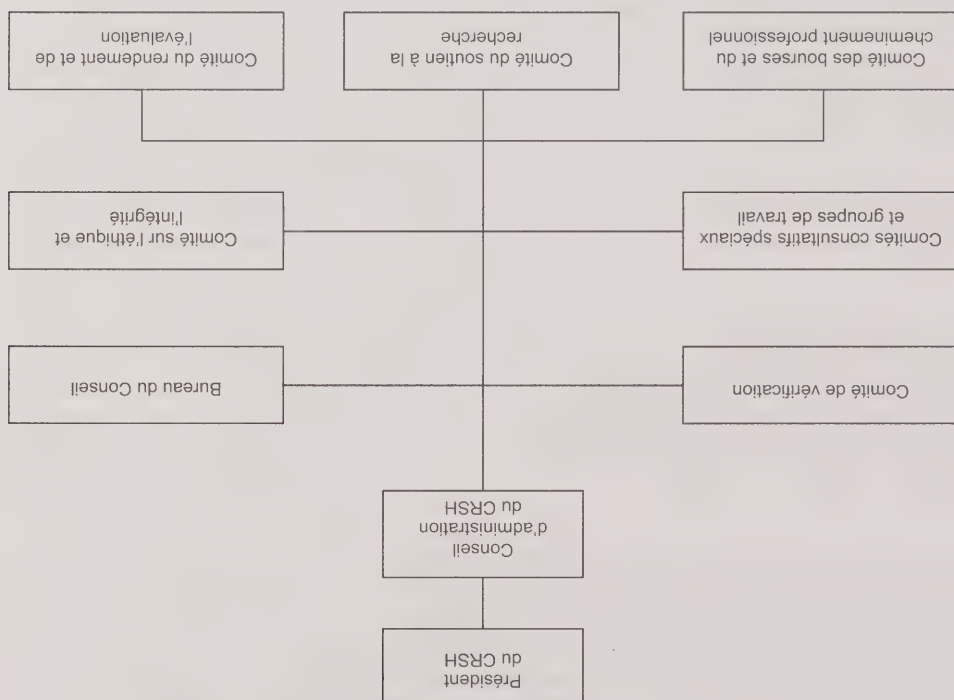 Président
du CRSH
Conseil
d'administration
du CRSH
Comité de vérification
Bureau du Conseil
Comités consultatifs spéciaux
et groupes de travail
Comité sur l'éthique et
l'intégrité
Comité des bourses et du
cheminement professionnel
Comité du soutien à la
recherche
Comité du rendement et de
l'évaluation